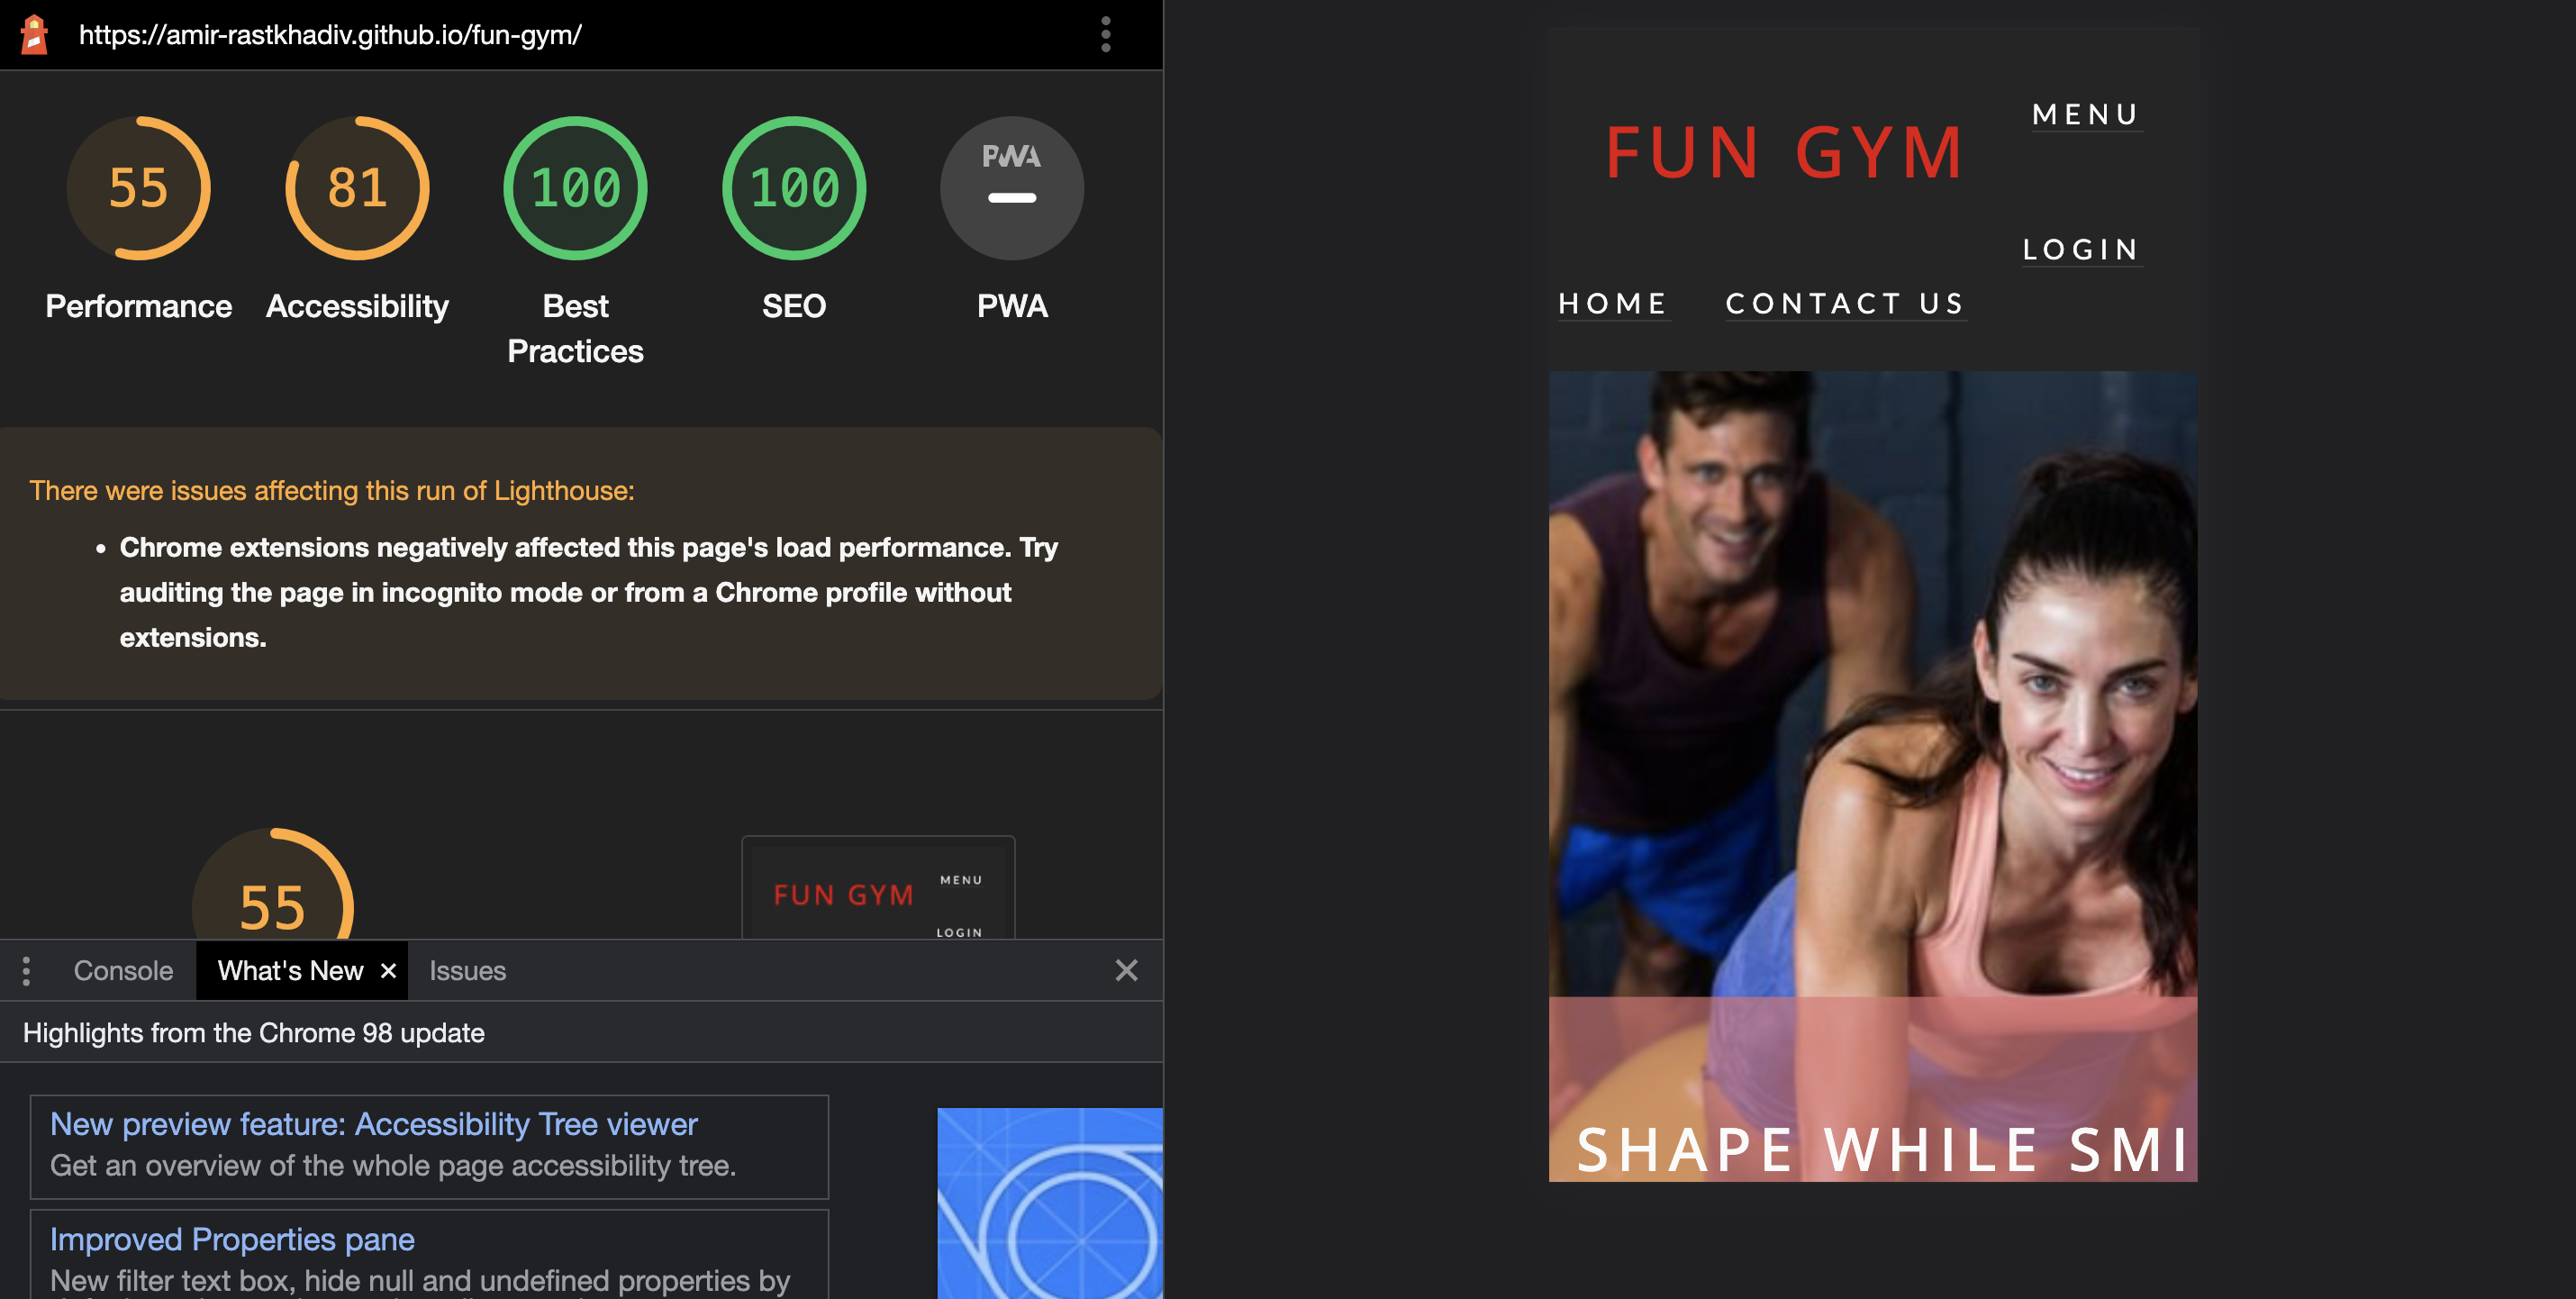 https://amir-rastkhadiv.github.io/fun-gym/
55
81
100
100
PWA
Performance
Accessibility
Best
Practices
SEO
PWA
There were issues affecting this run of Lighthouse:
Chrome extensions negatively affected this page's load performance. Try
auditing the page in incognito mode or from a Chrome profile without
extensions.
55
FUN GYM
MENU
LOGIN
Console
What's New
Issues
Highlights from the Chrome 98 update
New preview feature: Accessibility Tree viewer
Get an overview of the whole page accessibility tree.
Improved Properties pane
New filter text box, hide null and undefined properties by
FUN GYM
MENU
LOGIN
HOME CONTACT US
SHAPE WHILE SMI